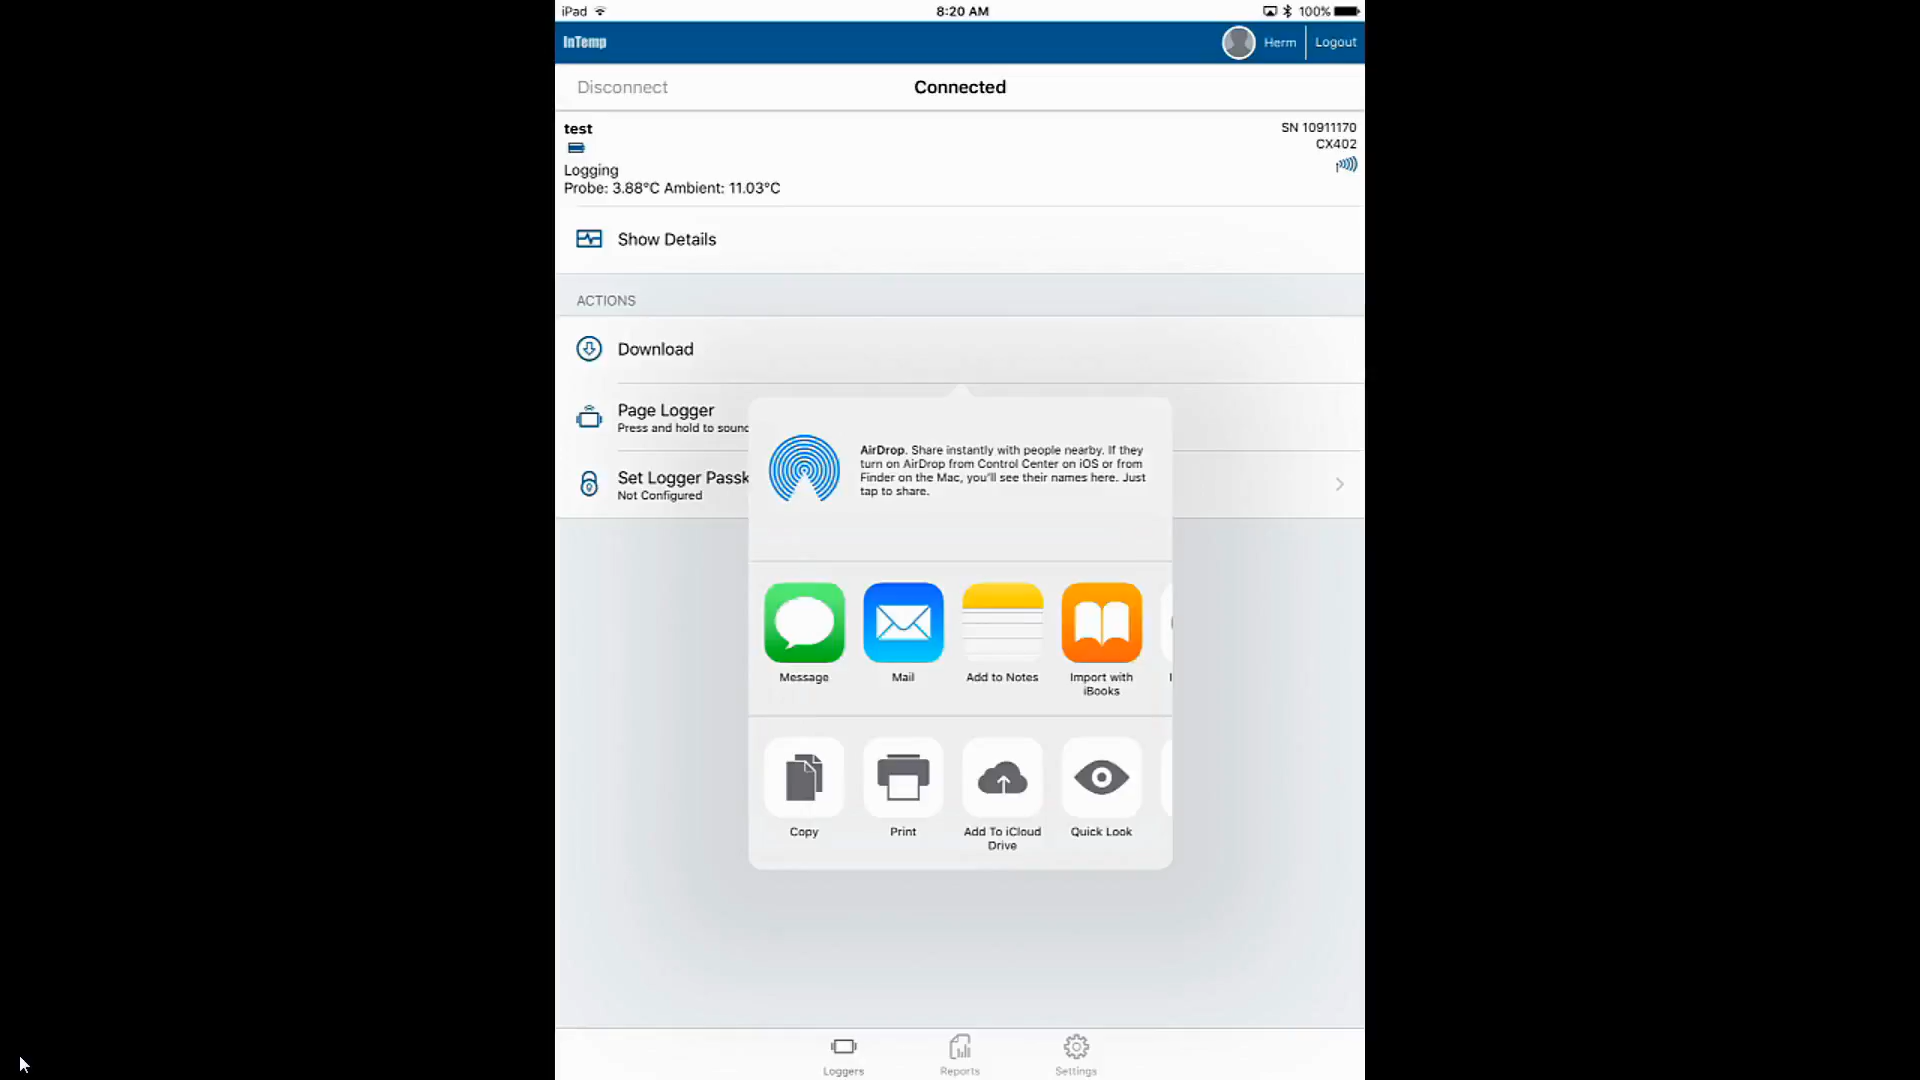 iPad
8:20 AM
100%
InTemp
Herm
Logout
Disconnect
Connected
test
SN 10911170
CX402
Logging
Probe: 3.88°C Ambient: 11.03°C
Show Details
ACTIONS
Download
Page Logger
Press and hold to sound
Set Logger Passk
Not Configured
AirDrop. Share instantly with people nearby. If they
turn on AirDrop from Control Center on iOS or from
Finder on the Mac, you'll see their names here. Just
tap to share.
Message
Mail
Add to Notes
Import with
iBooks
Copy
Print
Add To iCloud
Drive
Quick Look
Loggers
Reports
Settings